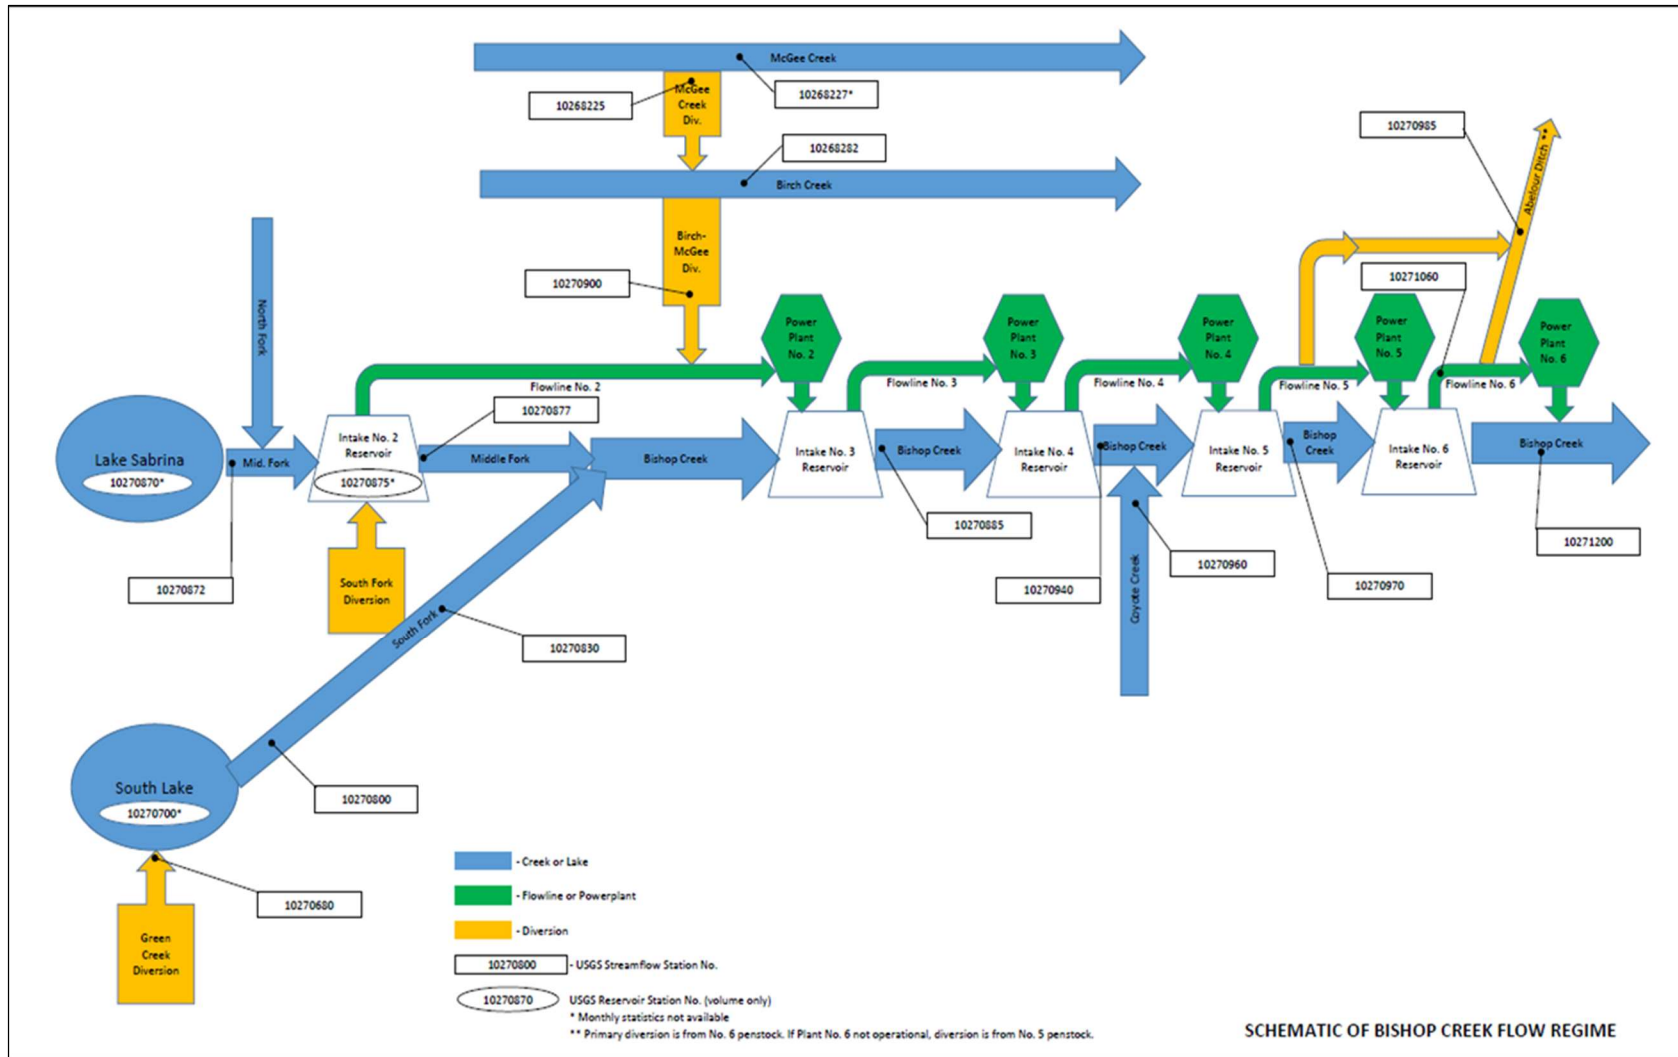 McGee Creek
10268225
McGee
Creek
Div.
10268227*
10268282
Birch Creek
10270985
Abelour Ditch **
Birch-
McGee
Div.
10270900
10271060
North Fork
Power
Plant
No. 2
Power
Plant
No. 3
Power
Plant
No. 4
Power
Plant
No. 5
Power
Plant
No. 6
Flowline No. 2
Flowline No. 3
Flowline No. 4
Flowline No. 5
Flowline No. 6
10270877
Lake Sabrina
10270870*
Mid. Fork
Intake No. 2
Reservoir
10270875*
Middle Fork
Bishop Creek
Intake No. 3
Reservoir
Bishop Creek
Intake No. 4
Reservoir
Bishop Creek
Intake No. 5
Reservoir
Bishop
Creek
Intake No. 6
Reservoir
Bishop Creek
10270885
10271200
10270872
South Fork
Diversion
10270940
10270960
10270970
Coyote Creek
South Fork
10270830
South Lake
10270700*
10270800
10270680
Green
Creek
Diversion
- Creek or Lake
- Flowline or Powerplant
- Diversion
10270800 - USGS Streamflow Station No.
10270870 USGS Reservoir Station No. (volume only)
* Monthly statistics not available
** Primary diversion is from No. 6 penstock. If Plant No. 6 not operational, diversion is from No. 5 penstock.
SCHEMATIC OF BISHOP CREEK FLOW REGIME